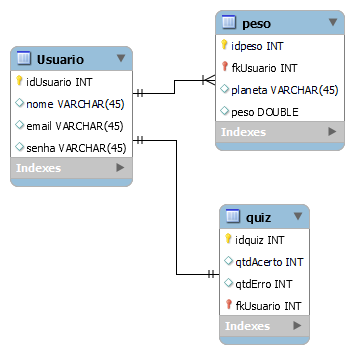 Usuario
idUsuario INT
nome VARCHAR(45)
email VARCHAR(45)
senha VARCHAR(45)
Indexes
peso
idpeso INT
fkUsuario INT
planeta VARCHAR(45)
peso DOUBLE
Indexes
quiz
idquiz INT
qtdAcerto INT
qtdErro INT
fkUsuario INT
Indexes